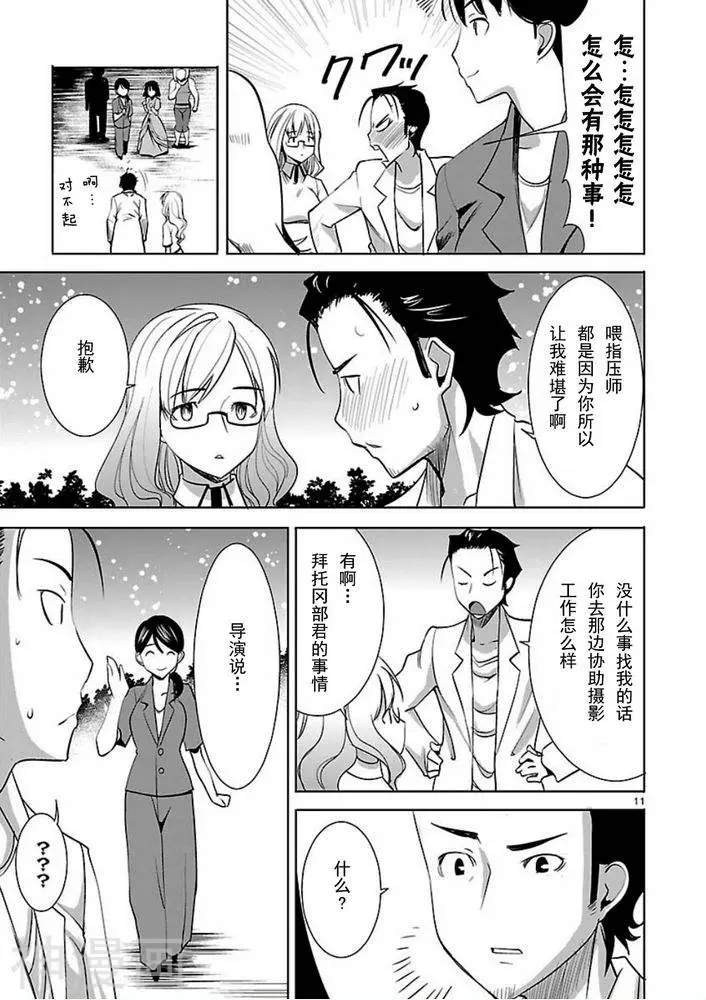 怎…怎怎怎怎怎
怎么会有那种事！
クワッ
啊…
对不起
喂指压师
都是因为你所以
让我难堪了啊
抱歉
没什么事找我的话
你去那边协助摄影
工作怎么样
有啊…
拜托冈部君的事情
导演说…
???
11
什么？